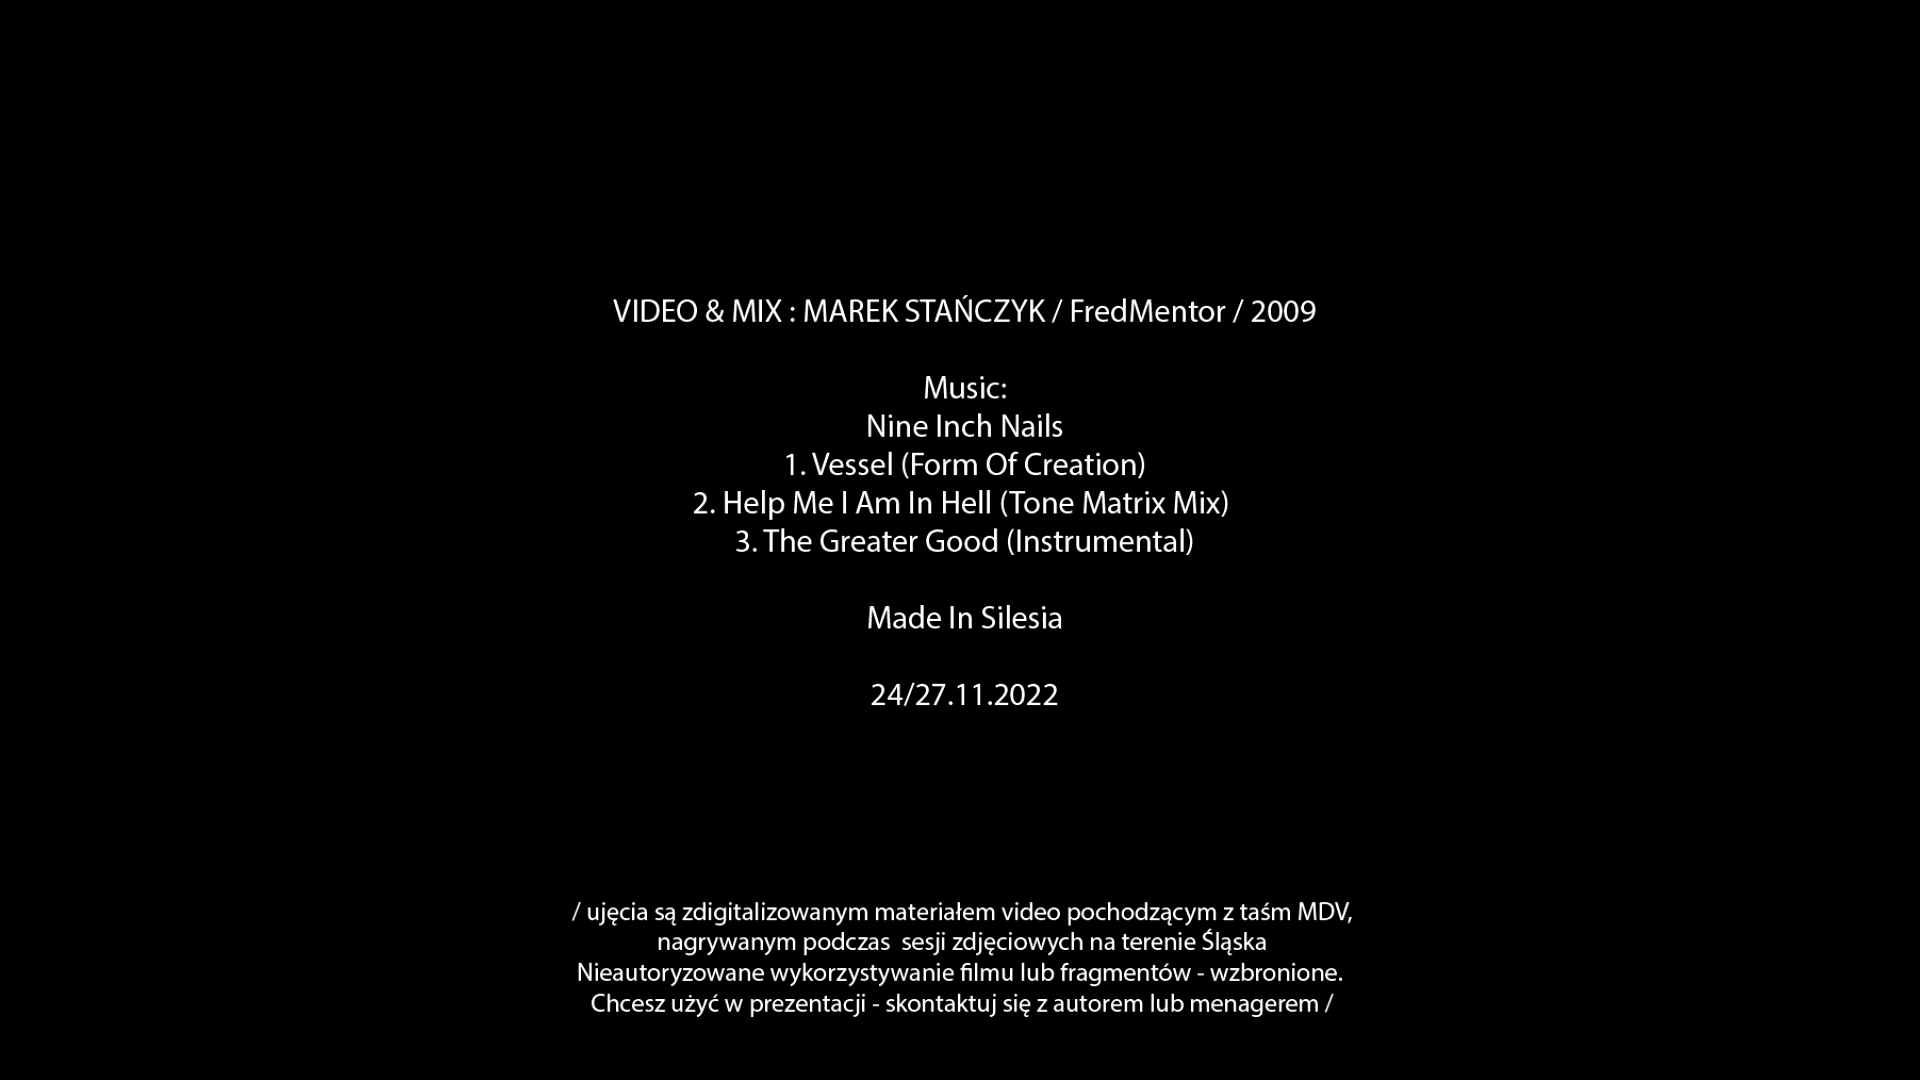 VIDEO & MIX : MAREK STAŃCZYK / FredMentor / 2009
Music:
Nine Inch Nails
1. Vessel (Form Of Creation)
2. Help Me I Am In Hell (Tone Matrix Mix)
3. The Greater Good (Instrumental)
Made In Silesia
24/27.11.2022
/ ujęcia są zdigitalizowanym materiałem video pochodzącym z taśm MDV,
nagrywanym podczas  sesji zdjęciowych na terenie Śląska
Nieautoryzowane wykorzystywanie filmu lub fragmentów - wzbronione.
Chcesz użyć w prezentacji - skontaktuj się z autorem lub menagerem /